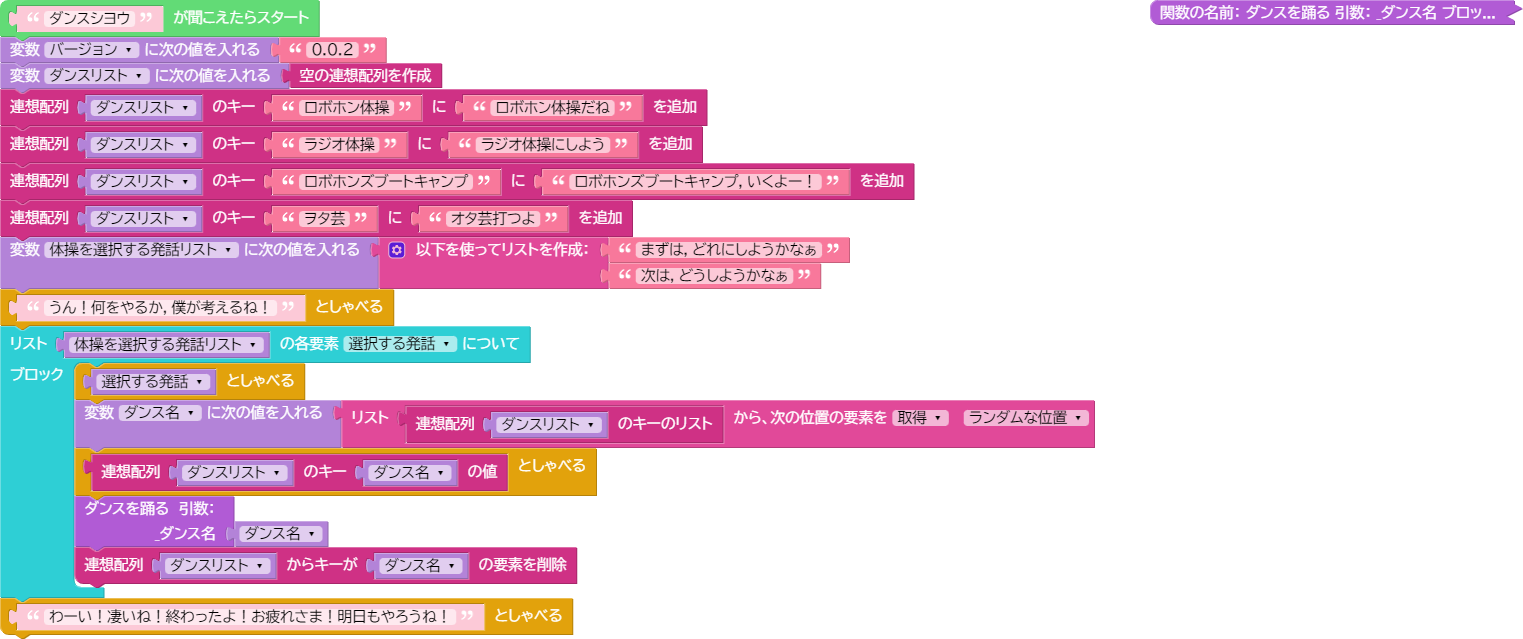 “ ダンスシヨウ ” が聞こえたらスタート
関数の名前: ダンスを踊る 引数: _ダンス名 ブロッ...
変数 バージョン ▾ に次の値を入れる “ 0.0.2 ”
変数 ダンスリスト ▾ に次の値を入れる 空の連想配列を作成
連想配列 ダンスリスト ▾ のキー “ ロボホン体操 ” に “ ロボホン体操だね ” を追加
連想配列 ダンスリスト ▾ のキー “ ラジオ体操 ” に “ ラジオ体操にしよう ” を追加
連想配列 ダンスリスト ▾ のキー “ ロボホンズブートキャンプ ” に “ ロボホンズブートキャンプ, いくよー！ ” を追加
連想配列 ダンスリスト ▾ のキー “ ヲタ芸 ” に “ オタ芸打つよ ” を追加
変数 体操を選択する発話リスト ▾ に次の値を入れる 以下を使ってリストを作成: “ まずは, どれにしようかなぁ ”
“ 次は, どうしようかなぁ ”
“ うん！何をやるか, 僕が考えるね！ ” としゃべる
リスト 体操を選択する発話リスト ▾ の各要素 選択する発話 ▾ について
ブロック 選択する発話 ▾ としゃべる
変数 ダンス名 ▾ に次の値を入れる リスト 連想配列 ダンスリスト ▾ のキーのリスト から、次の位置の要素を 取得 ▾ ランダムな位置 ▾
連想配列 ダンスリスト ▾ のキー ダンス名 ▾ の値 としゃべる
ダンスを踊る 引数:
_ダンス名 ダンス名 ▾
連想配列 ダンスリスト ▾ からキーが ダンス名 ▾ の要素を削除
“ わーい！凄いね！終わったよ！お疲れさま！明日もやろうね！ ” としゃべる